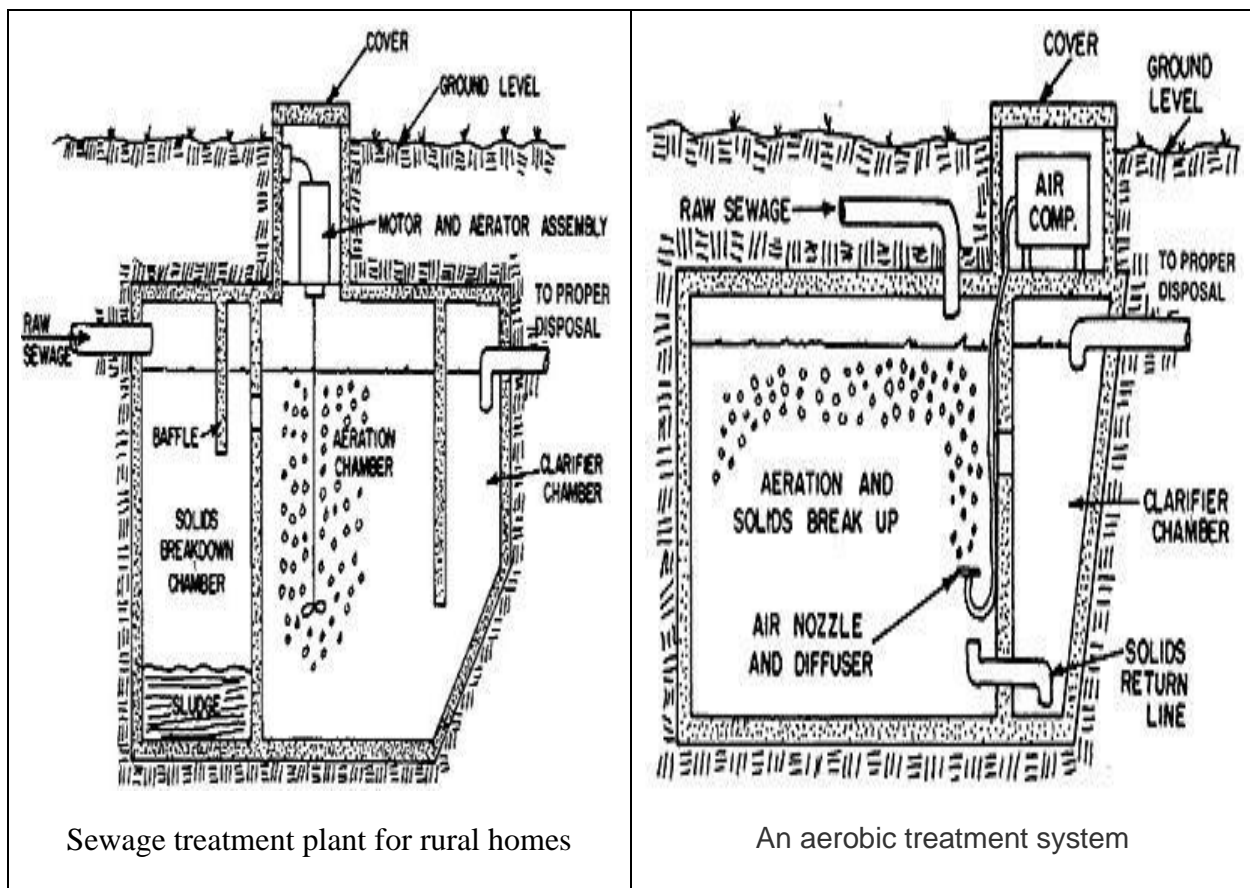 COVER
GROUND LEVEL
MOTOR AND AERATOR ASSEMBLY
TO PROPER
DISPOSAL
RAW
SEWAGE
BAFFLE
AERATION
CHAMBER
CLARIFIER
CHAMBER
SOLIDS
BREAKDOWN
CHAMBER
SLUDGE
Sewage treatment plant for rural homes
COVER
GROUND
LEVEL
RAW SEWAGE
AIR
COMP.
TO PROPER
DISPOSAL
AERATION AND
SOLIDS BREAK UP
CLARIFIER
CHAMBER
AIR NOZZLE
AND DIFFUSER
SOLIDS
RETURN
LINE
An aerobic treatment system